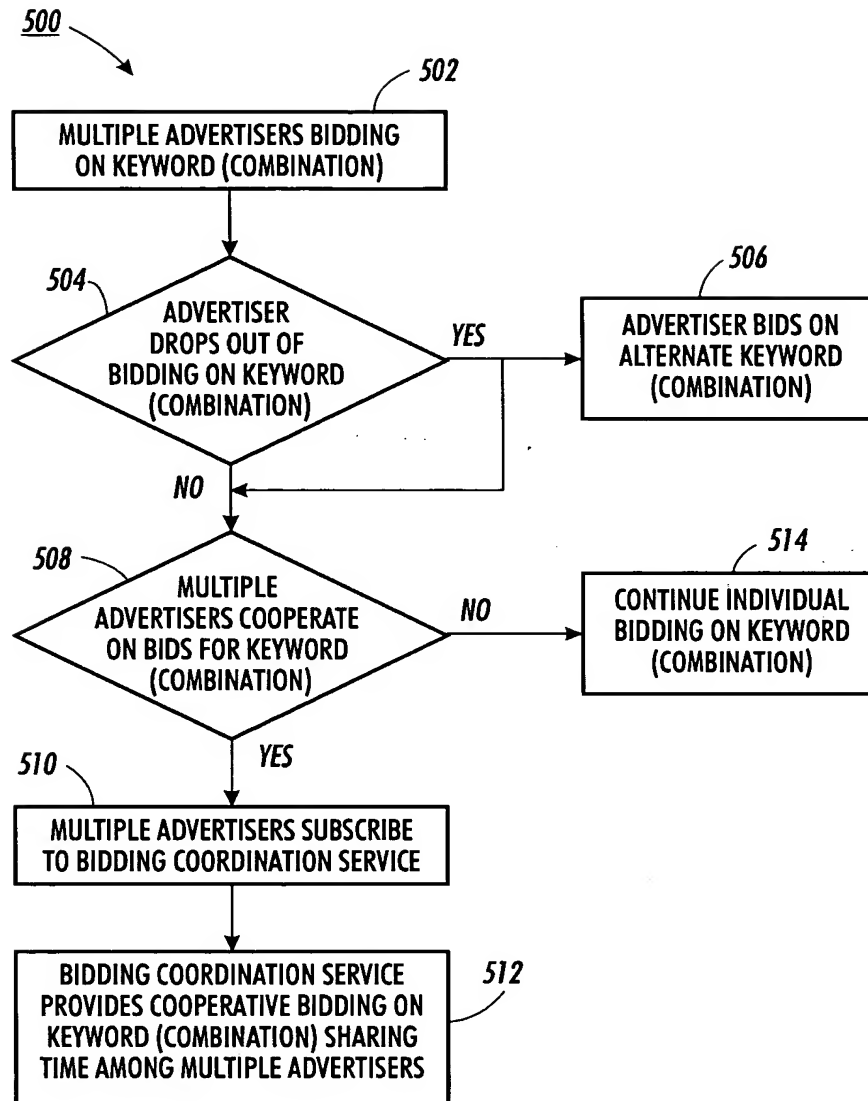 500
502
MULTIPLE ADVERTISERS BIDDING
ON KEYWORD (COMBINATION)
504
ADVERTISER
DROPS OUT OF
BIDDING ON KEYWORD
(COMBINATION)
YES
506
ADVERTISER BIDS ON
ALTERNATE KEYWORD
(COMBINATION)
NO
508
MULTIPLE
ADVERTISERS COOPERATE
ON BIDS FOR KEYWORD
(COMBINATION)
NO
514
CONTINUE INDIVIDUAL
BIDDING ON KEYWORD
(COMBINATION)
YES
510
MULTIPLE ADVERTISERS SUBSCRIBE
TO BIDDING COORDINATION SERVICE
BIDDING COORDINATION SERVICE
PROVIDES COOPERATIVE BIDDING ON
KEYWORD (COMBINATION) SHARING
TIME AMONG MULTIPLE ADVERTISERS
512